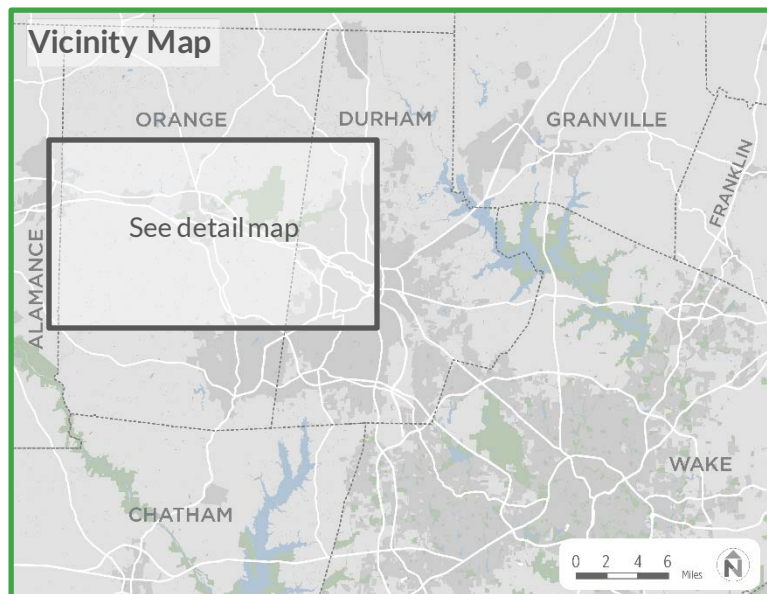 Vicinity Map
ORANGE
DURHAM
GRANVILLE
FRANKLIN
See detail map
ALAMANCE
WAKE
CHATHAM
0 2 4 6
Miles
N